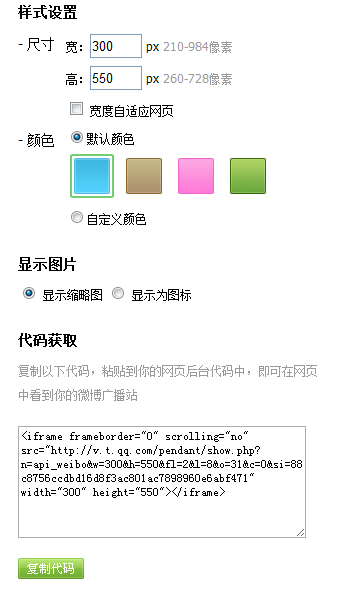 样式设置
- 尺寸 宽: 300 px 210-984像素
高: 550 px 260-728像素
宽度自适应网页
- 颜色 默认颜色
自定义颜色
显示图片
显示缩略图 显示为图标
代码获取
复制以下代码，粘贴到你的网页后台代码中，即可在网页
中看到你的微博广播站
<iframe frameborder="0" scrolling="no"
src="http://v.t.qq.com/pendant/show.php?
n=api_weibo&w=300&h=550&fl=2&l=8&o=31&c=0&si=88
c8756ccdbd16d8f3ac801ac7898960e6abf471"
width="300" height="550"></iframe>
复制代码